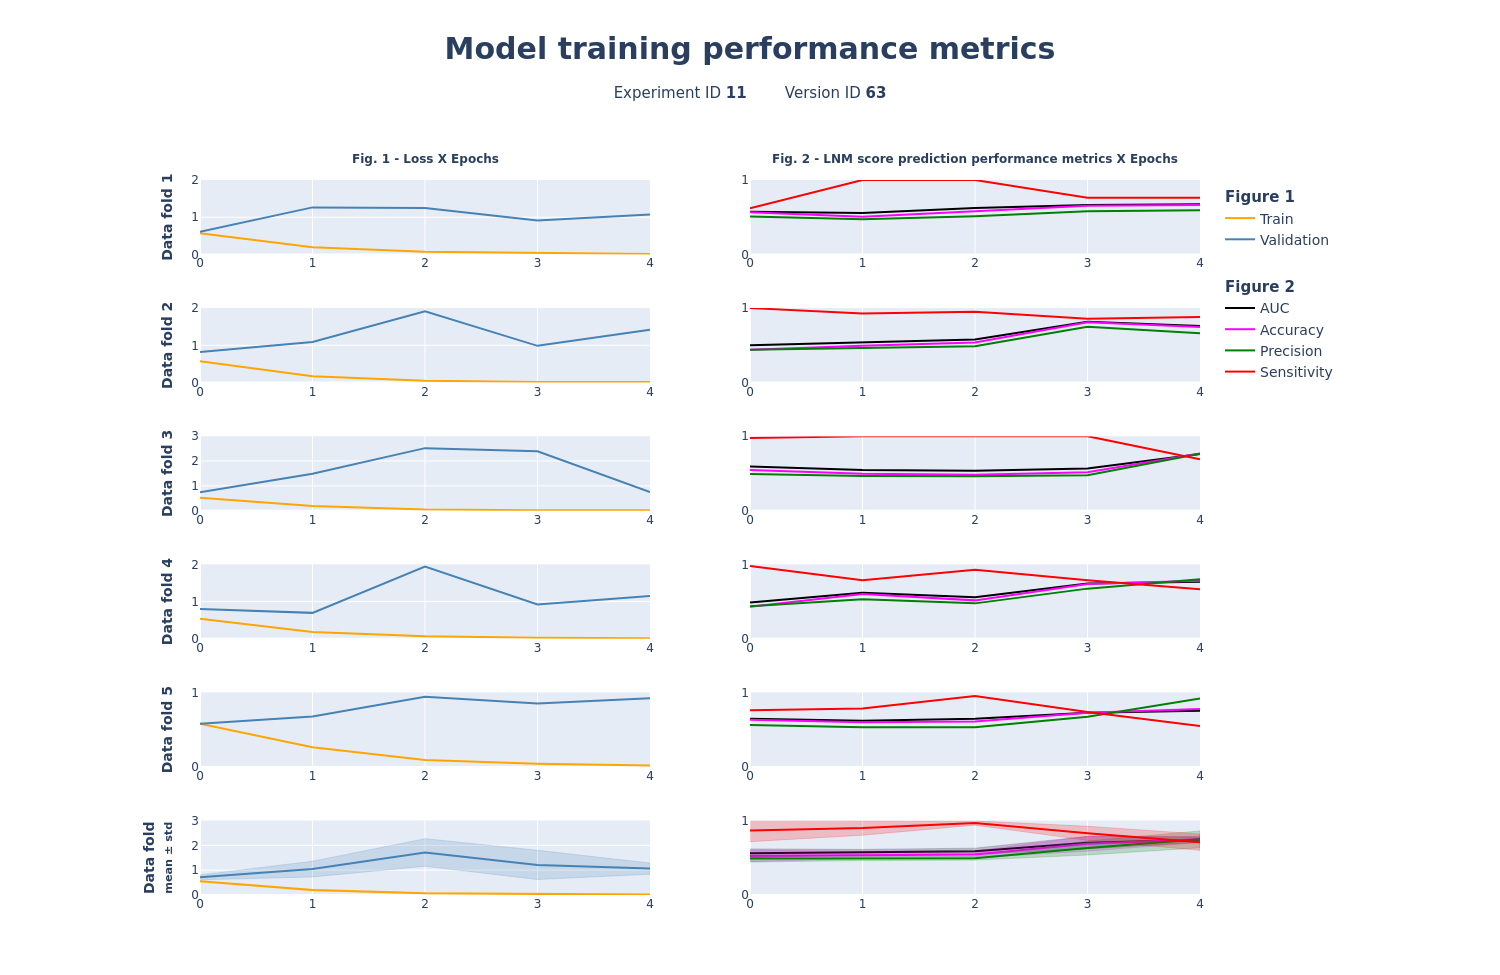 Model training performance metrics
Experiment ID 11 Version ID 63
Fig. 1 - Loss X Epochs
Fig. 2 - LNM score prediction performance metrics X Epochs
Data fold 1
2
1
0
0 1 2 3 4
1
0
0 1 2 3 4
Figure 1
Train
Validation
Figure 2
AUC
Accuracy
Precision
Sensitivity
Data fold 2
2
1
0
0 1 2 3 4
1
0
0 1 2 3 4
Data fold 3
3
2
1
0
0 1 2 3 4
1
0
0 1 2 3 4
Data fold 4
2
1
0
0 1 2 3 4
1
0
0 1 2 3 4
Data fold 5
1
0
0 1 2 3 4
1
0
0 1 2 3 4
Data fold
mean ± std
3
2
1
0
0 1 2 3 4
1
0
0 1 2 3 4